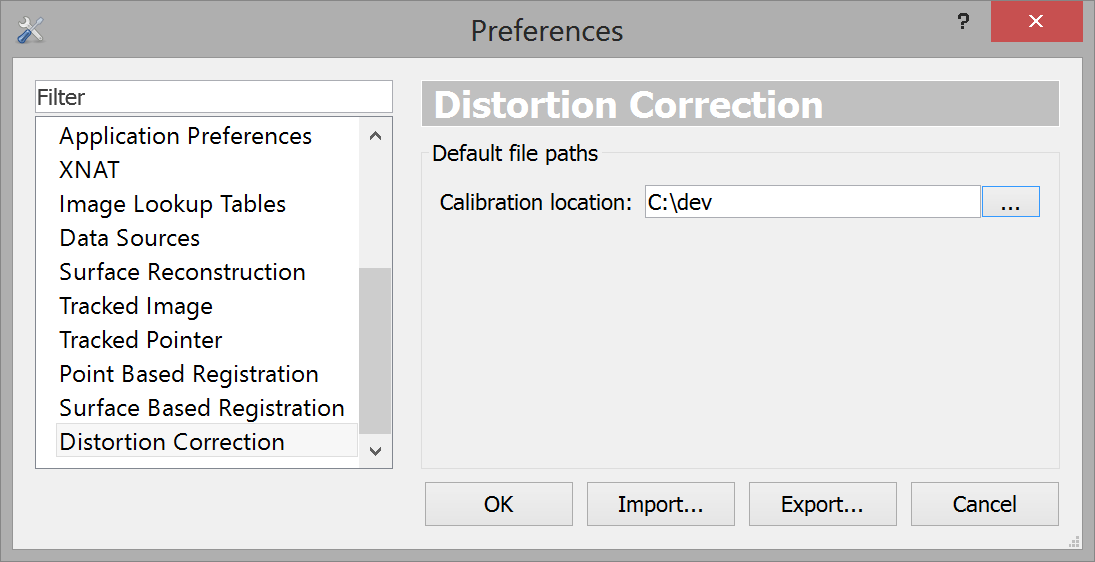 Preferences
?
Filter
Application Preferences
XNAT
Image Lookup Tables
Data Sources
Surface Reconstruction
Tracked Image
Tracked Pointer
Point Based Registration
Surface Based Registration
Distortion Correction
Distortion Correction
Default file paths
Calibration location: C:\dev ...
OK Import... Export... Cancel